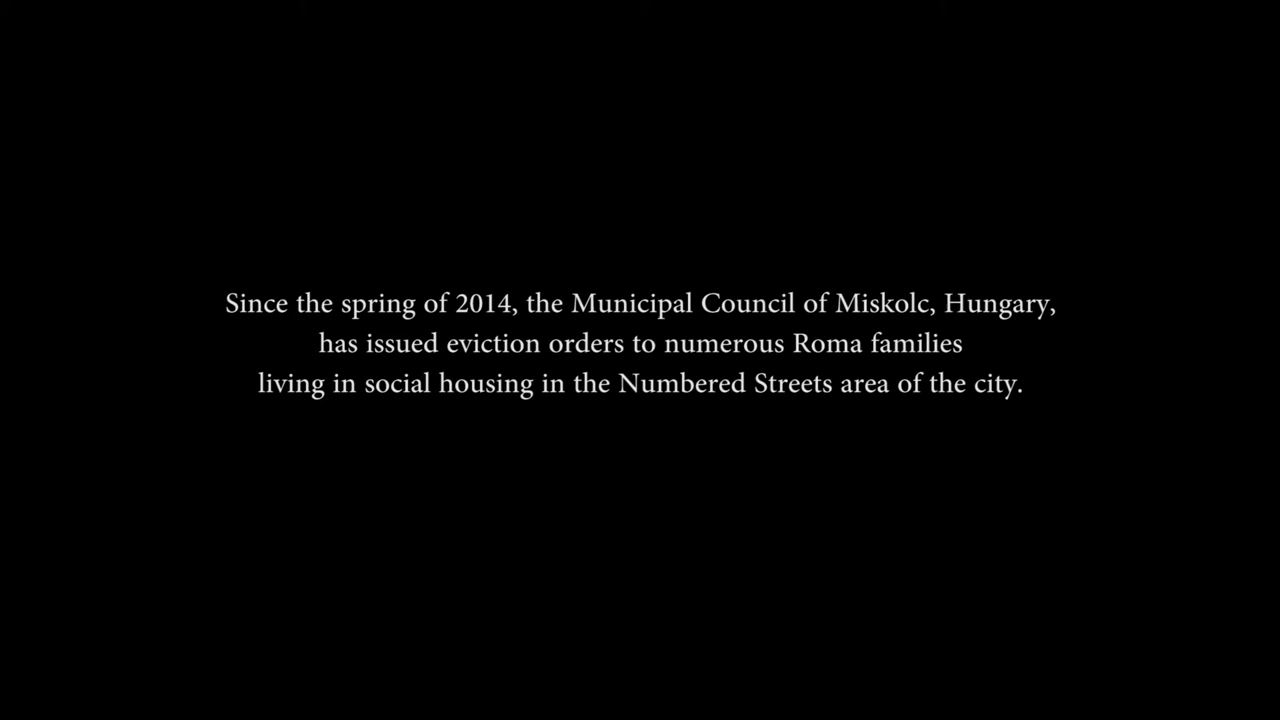 Since the spring of 2014, the Municipal Council of Miskolc, Hungary,
has issued eviction orders to numerous Roma families
living in social housing in the Numbered Streets area of the city.